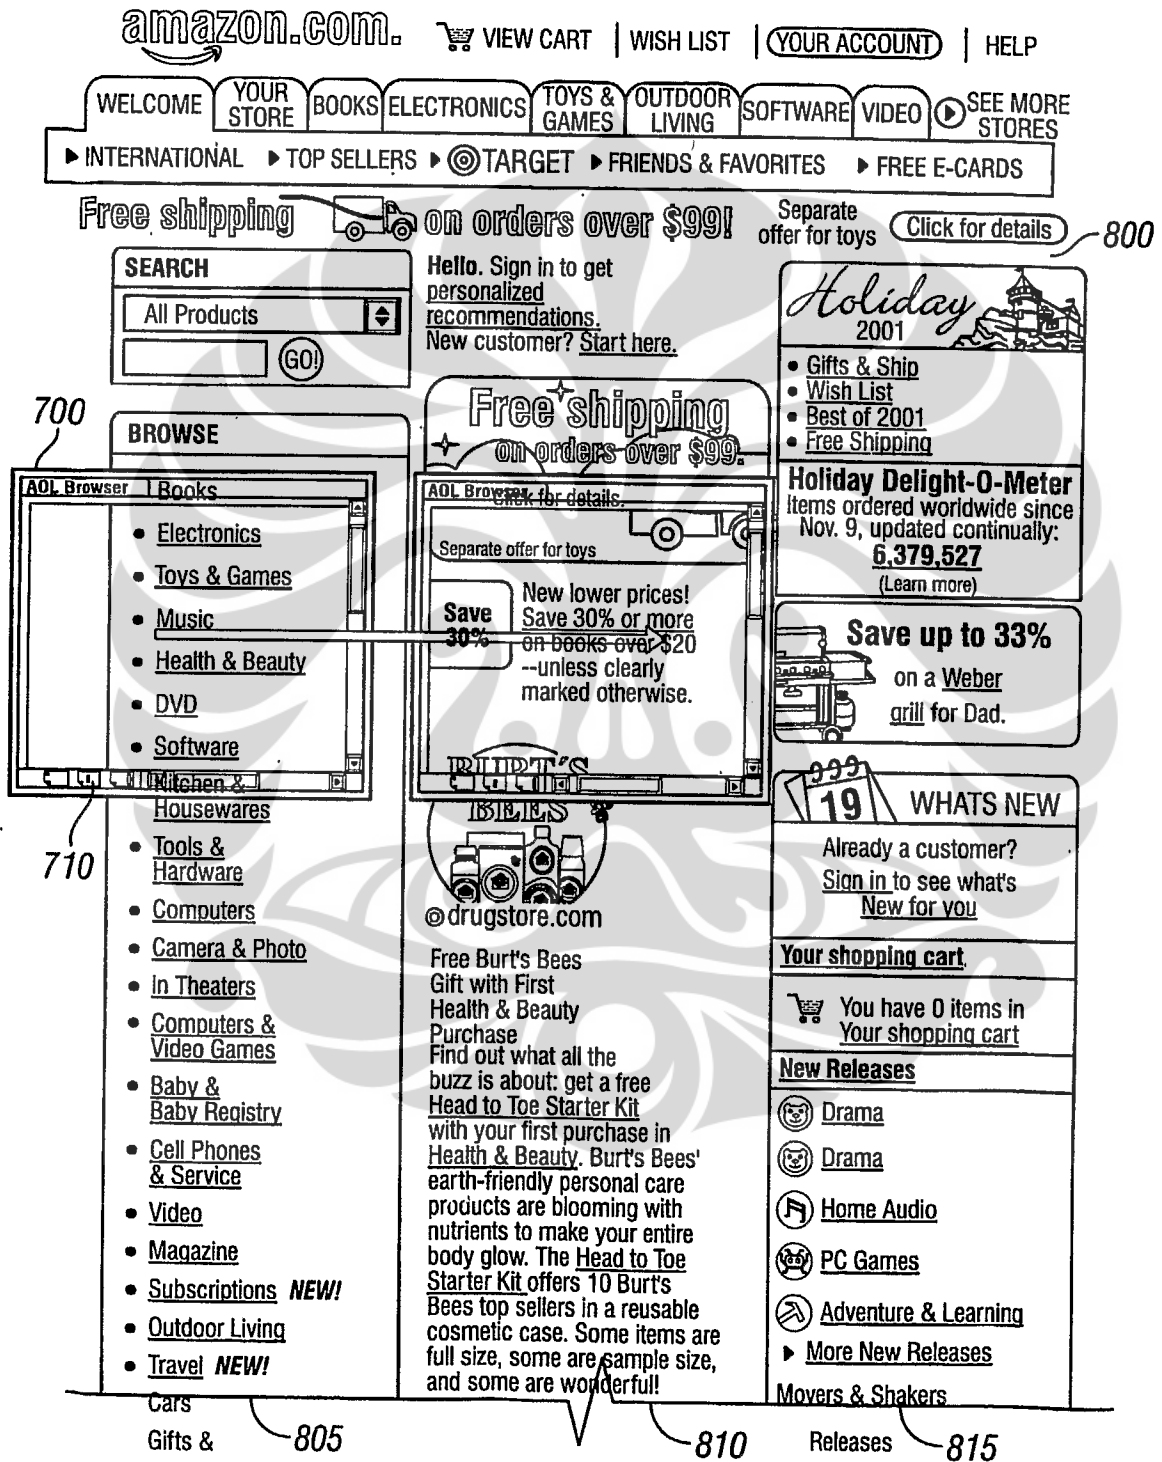 amazon.com.
VIEW CART | WISH LIST | YOUR ACCOUNT | HELP
WELCOME
YOUR
STORE
BOOKS
ELECTRONICS
TOYS &
GAMES
OUTDOOR
LIVING
SOFTWARE
VIDEO
SEE MORE
STORES
INTERNATIONAL
TOP SELLERS
TARGET
FRIENDS & FAVORITES
FREE E-CARDS
Free shipping on orders over $99!
Separate
offer for toys
Click for details
800
SEARCH
All Products
GO!
Hello. Sign in to get
personalized
recommendations.
New customer? Start here.
Holiday
2001
• Gifts & Ship
• Wish List
• Best of 2001
• Free Shipping
700
BROWSE
AOL Browser
Books
• Electronics
• Toys & Games
• Music
• Health & Beauty
• DVD
• Software
Kitchen &
Housewares
710
• Tools &
Hardware
• Computers
• Camera & Photo
• In Theaters
• Computers &
Video Games
• Baby &
Baby Registry
• Cell Phones
& Service
• Video
• Magazine
• Subscriptions NEW!
• Outdoor Living
• Travel NEW!
Cars
Gifts &
805
Free shipping
on orders over $99.
AOL Browser
Click for details.
Separate offer for toys
Save
30%
New lower prices!
Save 30% or more
on books over $20
--unless clearly
marked otherwise.
BURT'S
BEES
drugstore.com
Free Burt's Bees
Gift with First
Health & Beauty
Purchase
Find out what all the
buzz is about: get a free
Head to Toe Starter Kit
with your first purchase in
Health & Beauty. Burt's Bees'
earth-friendly personal care
products are blooming with
nutrients to make your entire
body glow. The Head to Toe
Starter Kit offers 10 Burt's
Bees top sellers in a reusable
cosmetic case. Some items are
full size, some are sample size,
and some are wonderful!
810
Holiday Delight-O-Meter
Items ordered worldwide since
Nov. 9, updated continually:
6,379,527
(Learn more)
Save up to 33%
on a Weber
grill for Dad.
19
WHATS NEW
Already a customer?
Sign in to see what's
New for you
Your shopping cart.
You have 0 items in
Your shopping cart
New Releases
Drama
Drama
Home Audio
PC Games
Adventure & Learning
More New Releases
Movers & Shakers
Releases
815